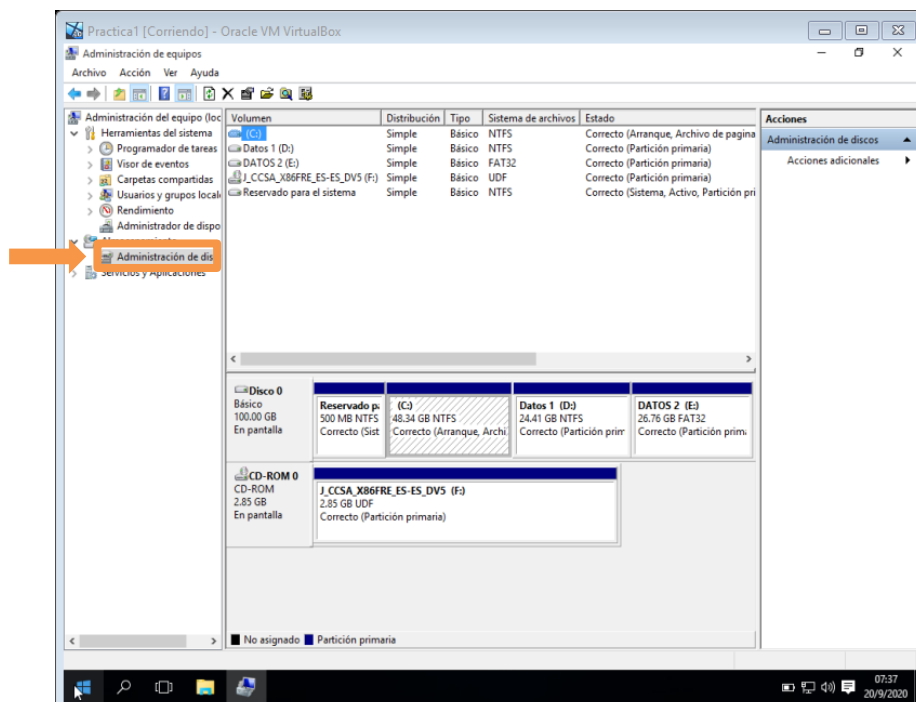 Practica1 [Corriendo] - Oracle VM VirtualBox
Administración de equipos
Archivo Acción Ver Ayuda
Administración del equipo (loc
Herramientas del sistema
Programador de tareas
Visor de eventos
Carpetas compartidas
Usuarios y grupos local
Rendimiento
Administrador de dispo
Administración de dis
Servicios y Aplicaciones
Volumen Distribución Tipo Sistema de archivos Estado
(C:) Simple Básico NTFS Correcto (Arranque, Archivo de pagina
Datos 1 (D:) Simple Básico NTFS Correcto (Partición primaria)
DATOS 2 (E:) Simple Básico FAT32 Correcto (Partición primaria)
J_CCSA_X86FRE_ES-ES_DV5 (F:) Simple Básico UDF Correcto (Partición primaria)
Reservado para el sistema Simple Básico NTFS Correcto (Sistema, Activo, Partición pri
Acciones
Administración de discos
Acciones adicionales
Disco 0
Básico
100.00 GB
En pantalla
Reservado pa
500 MB NTFS
Correcto (Sist
(C:)
48.34 GB NTFS
Correcto (Arranque, Archi
Datos 1 (D:)
24.41 GB NTFS
Correcto (Partición prim
DATOS 2 (E:)
26.76 GB FAT32
Correcto (Partición prima
CD-ROM 0
CD-ROM
2.85 GB
En pantalla
J_CCSA_X86FRE_ES-ES_DV5 (F:)
2.85 GB UDF
Correcto (Partición primaria)
No asignado Partición primaria
07:37
20/9/2020